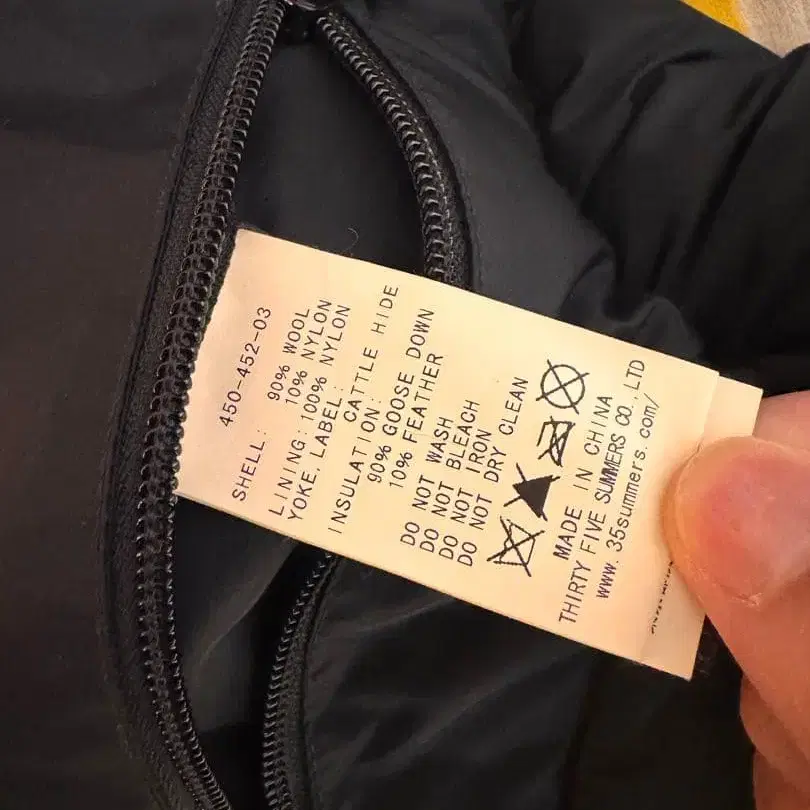 450-452-03
SHELL: 90% WOOL
10% NYLON
LINING: 100% NYLON
YOKE, LABEL:
CATTLE HIDE
INSULATION:
90% GOOSE DOWN
10% FEATHER
DO NOT WASH
DO NOT BLEACH
DO NOT IRON
DO NOT DRY CLEAN
MADE IN CHINA
THIRTY FIVE SUMMERS CO., LTD
www.35summers.com/